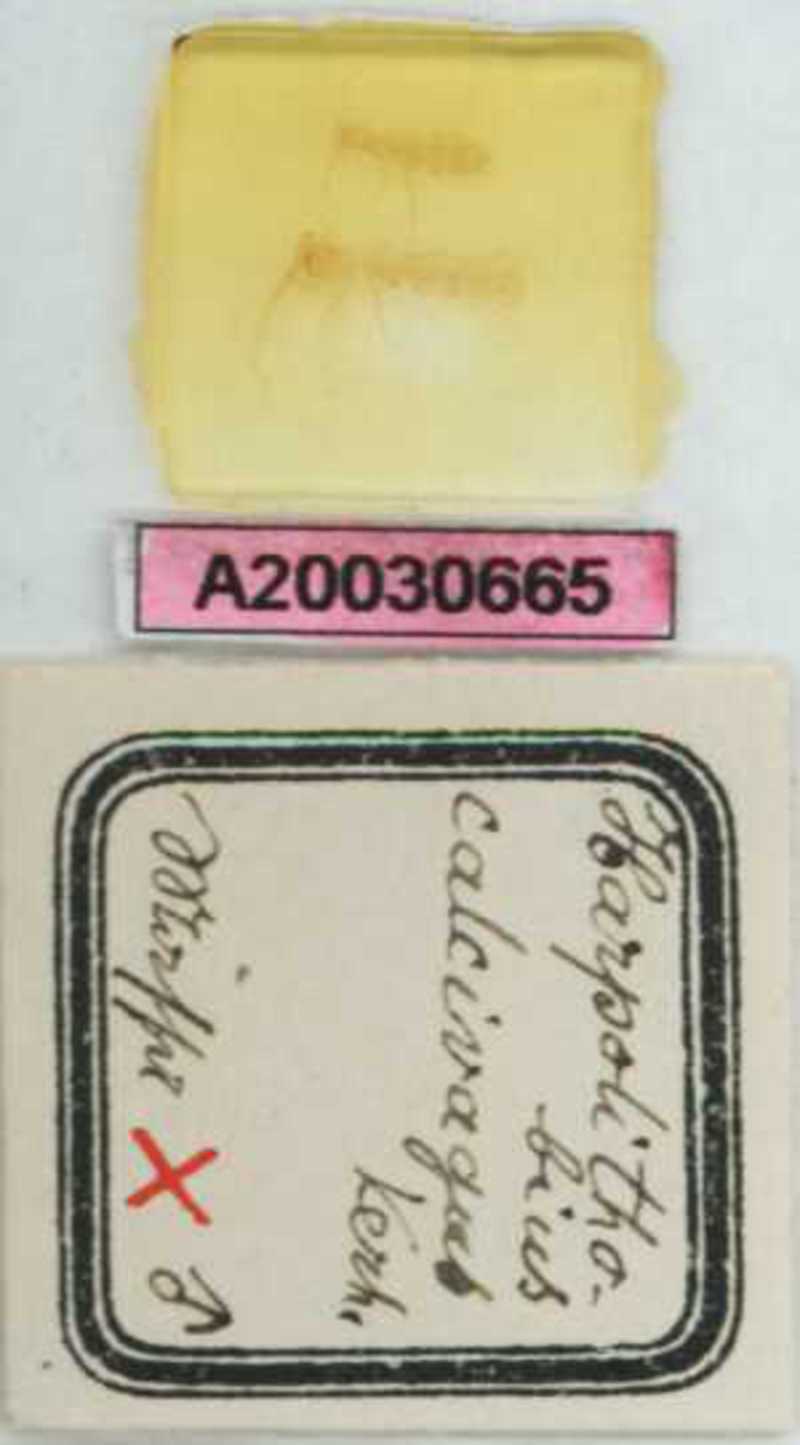 A20030665
Harpolitho-
bius
calcivagus
Verh.
♂